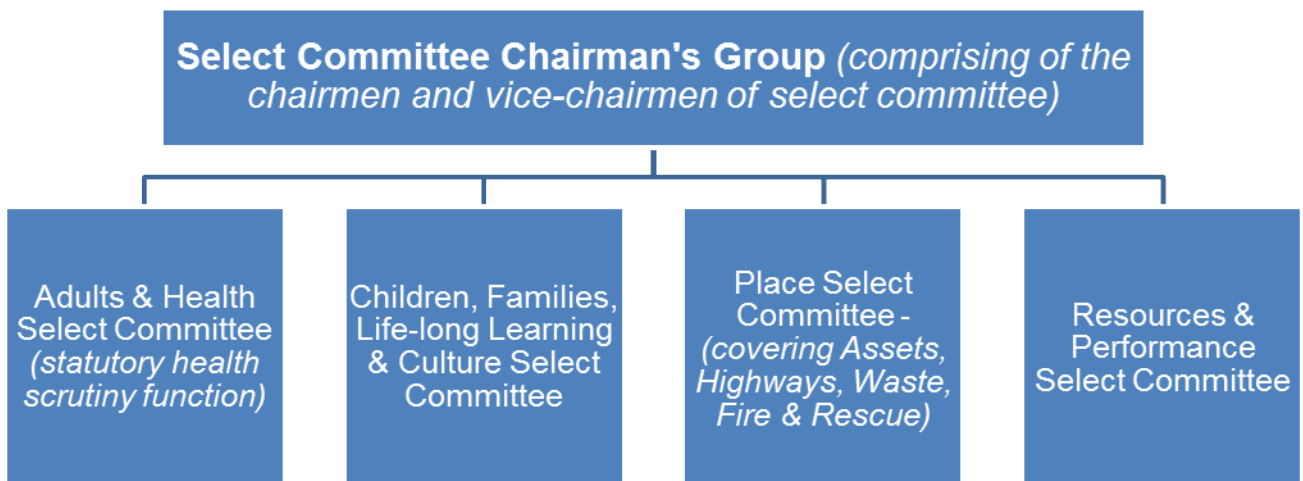 Select Committee Chairman's Group (comprising of the
chairmen and vice-chairmen of select committee)
Adults & Health
Select Committee
(statutory health
scrutiny function)
Children, Families,
Life-long Learning
& Culture Select
Committee
Place Select
Committee -
(covering Assets,
Highways, Waste,
Fire & Rescue)
Resources &
Performance
Select Committee